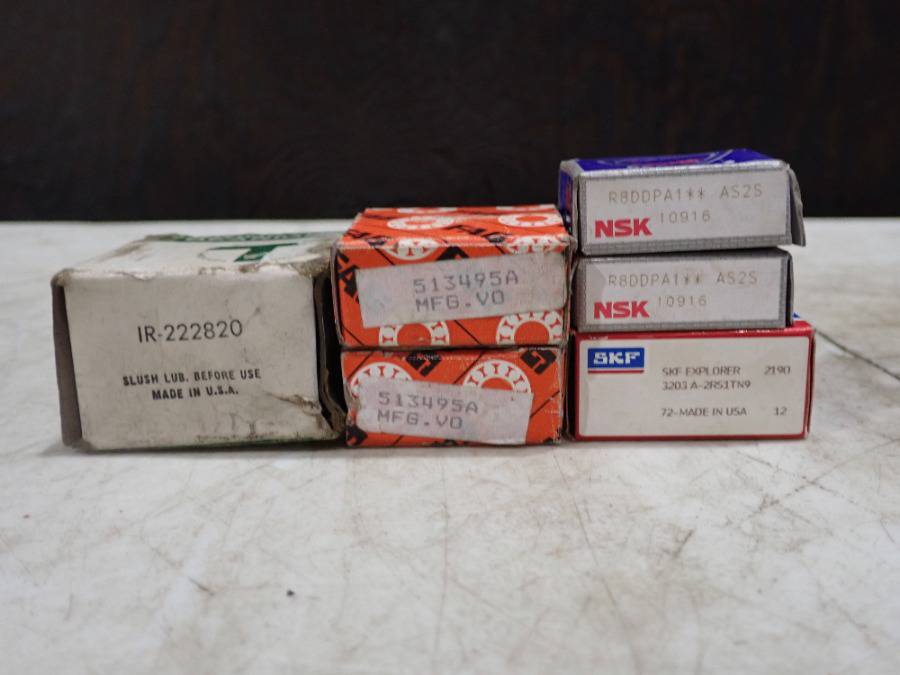 IR-222820
SLUSH LUB. BEFORE USE
MADE IN U.S.A.
513495A
MFG.VO
513495A
MFG.VO
R8DDPA1** AS2S
NSK 10916
R8DDPA1** AS2S
NSK 10916
SKF
SKF EXPLORER 2190
3203 A-2RS1TN9
72-MADE IN USA 12